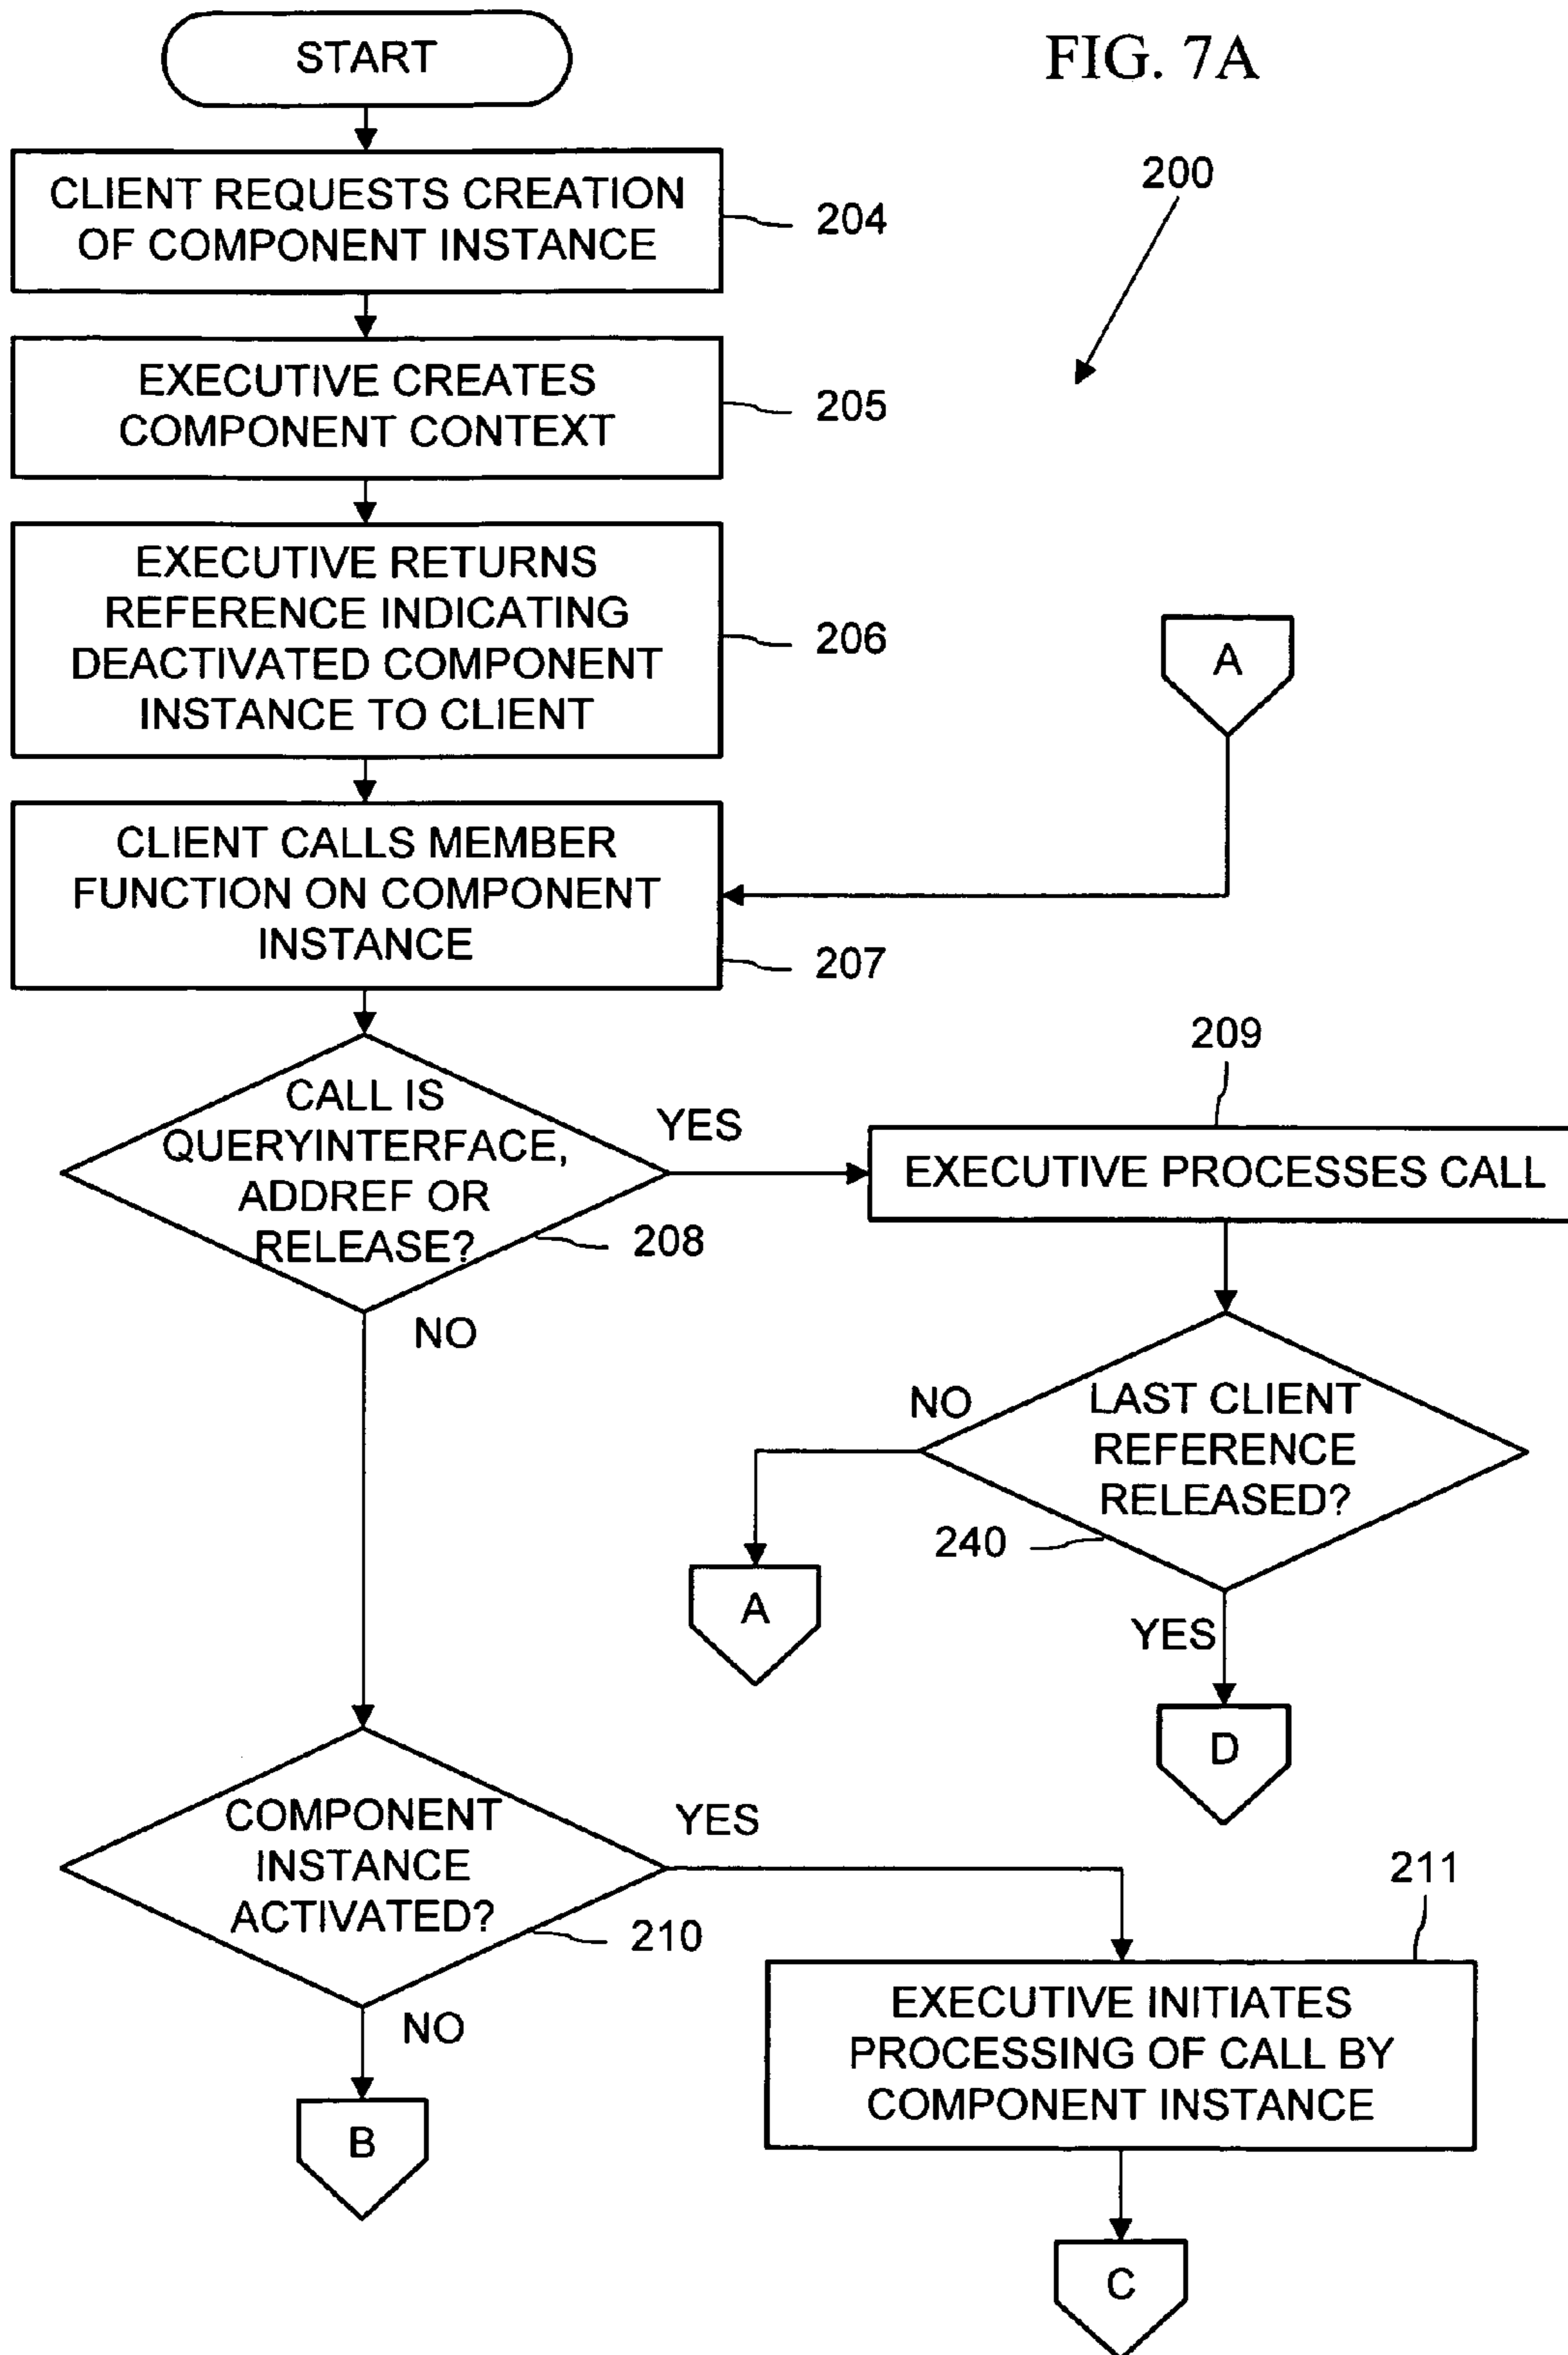 START
FIG. 7A
200
CLIENT REQUESTS CREATION
OF COMPONENT INSTANCE
204
EXECUTIVE CREATES
COMPONENT CONTEXT
205
EXECUTIVE RETURNS
REFERENCE INDICATING
DEACTIVATED COMPONENT
INSTANCE TO CLIENT
206
A
CLIENT CALLS MEMBER
FUNCTION ON COMPONENT
INSTANCE
207
CALL IS
QUERYINTERFACE,
ADDREF OR
RELEASE?
208
YES
NO
209
EXECUTIVE PROCESSES CALL
LAST CLIENT
REFERENCE
RELEASED?
240
NO
A
YES
D
COMPONENT
INSTANCE
ACTIVATED?
210
YES
NO
B
211
EXECUTIVE INITIATES
PROCESSING OF CALL BY
COMPONENT INSTANCE
C